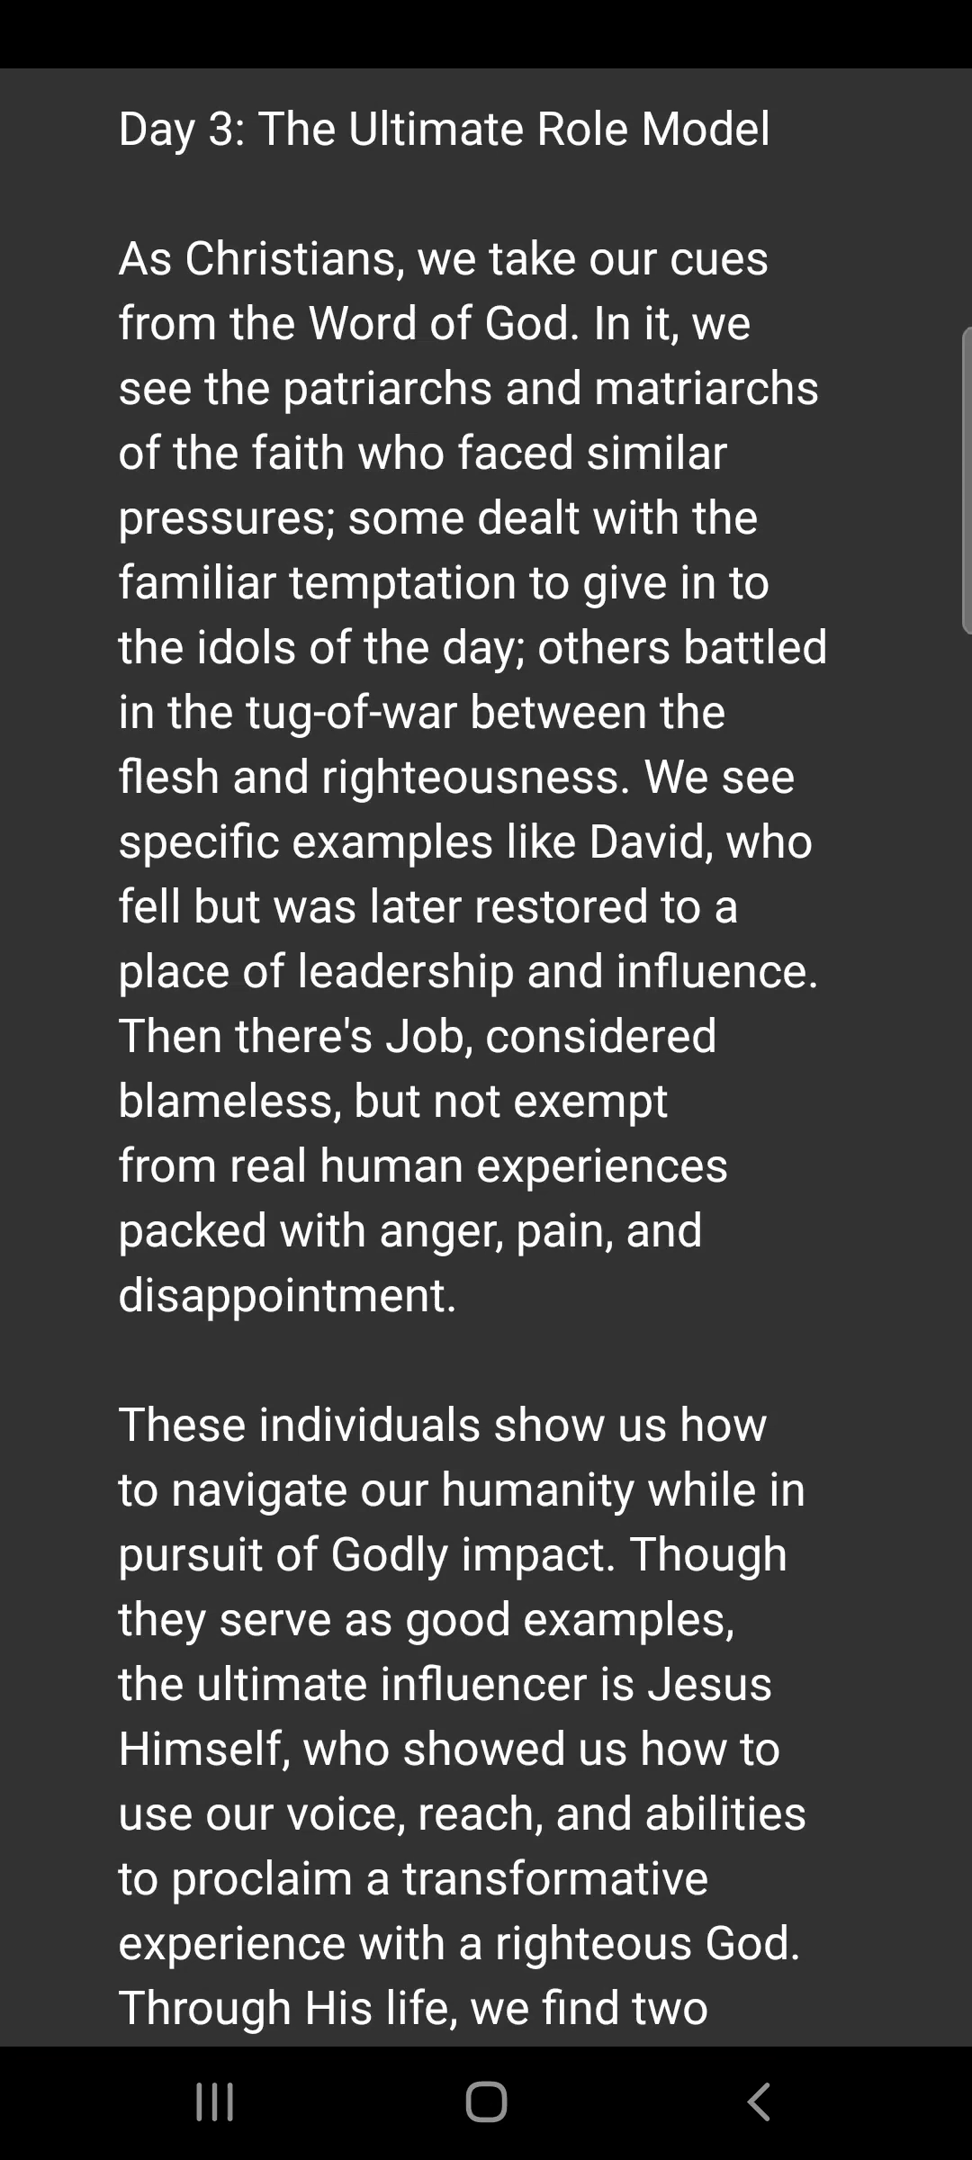 Day 3: The Ultimate Role Model
As Christians, we take our cues
from the Word of God. In it, we
see the patriarchs and matriarchs
of the faith who faced similar
pressures; some dealt with the
familiar temptation to give in to
the idols of the day; others battled
in the tug-of-war between the
flesh and righteousness. We see
specific examples like David, who
fell but was later restored to a
place of leadership and influence.
Then there's Job, considered
blameless, but not exempt
from real human experiences
packed with anger, pain, and
disappointment.
These individuals show us how
to navigate our humanity while in
pursuit of Godly impact. Though
they serve as good examples,
the ultimate influencer is Jesus
Himself, who showed us how to
use our voice, reach, and abilities
to proclaim a transformative
experience with a righteous God.
Through His life, we find two